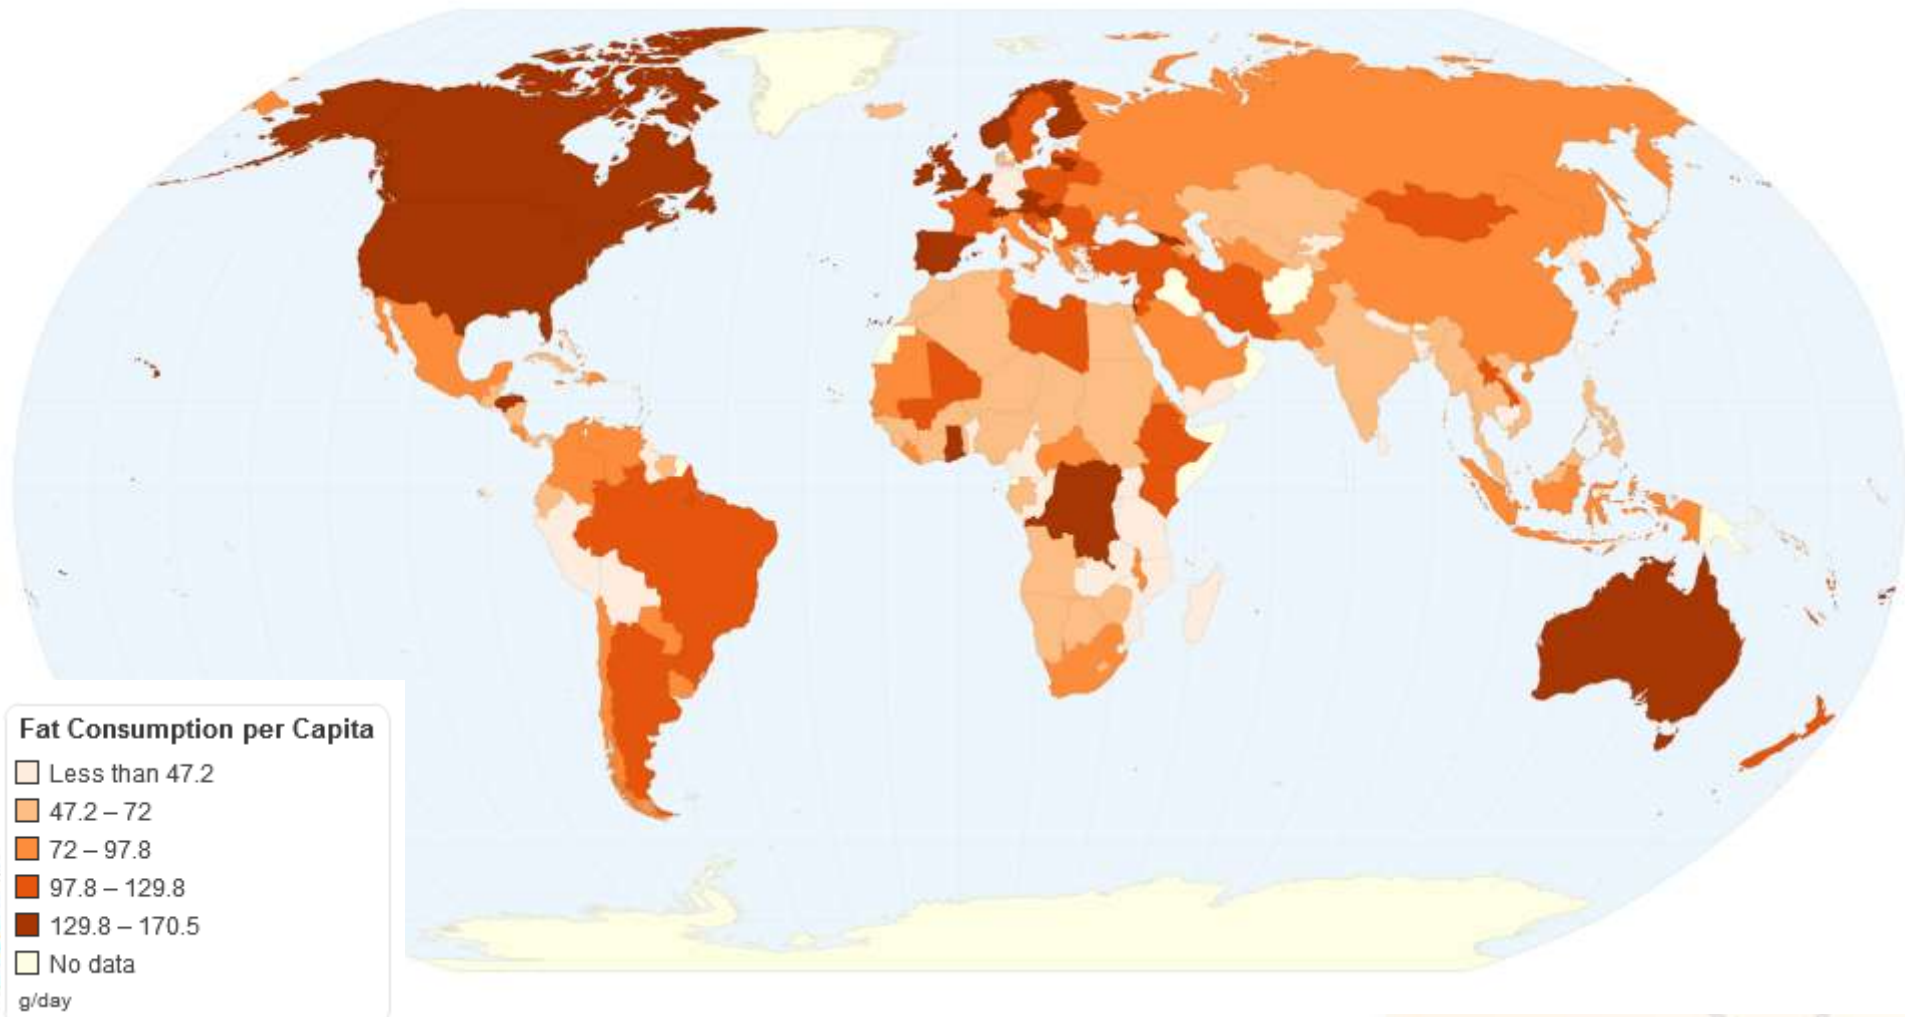 Fat Consumption per Capita
Less than 47.2
47.2 – 72
72 – 97.8
97.8 – 129.8
129.8 – 170.5
No data
g/day